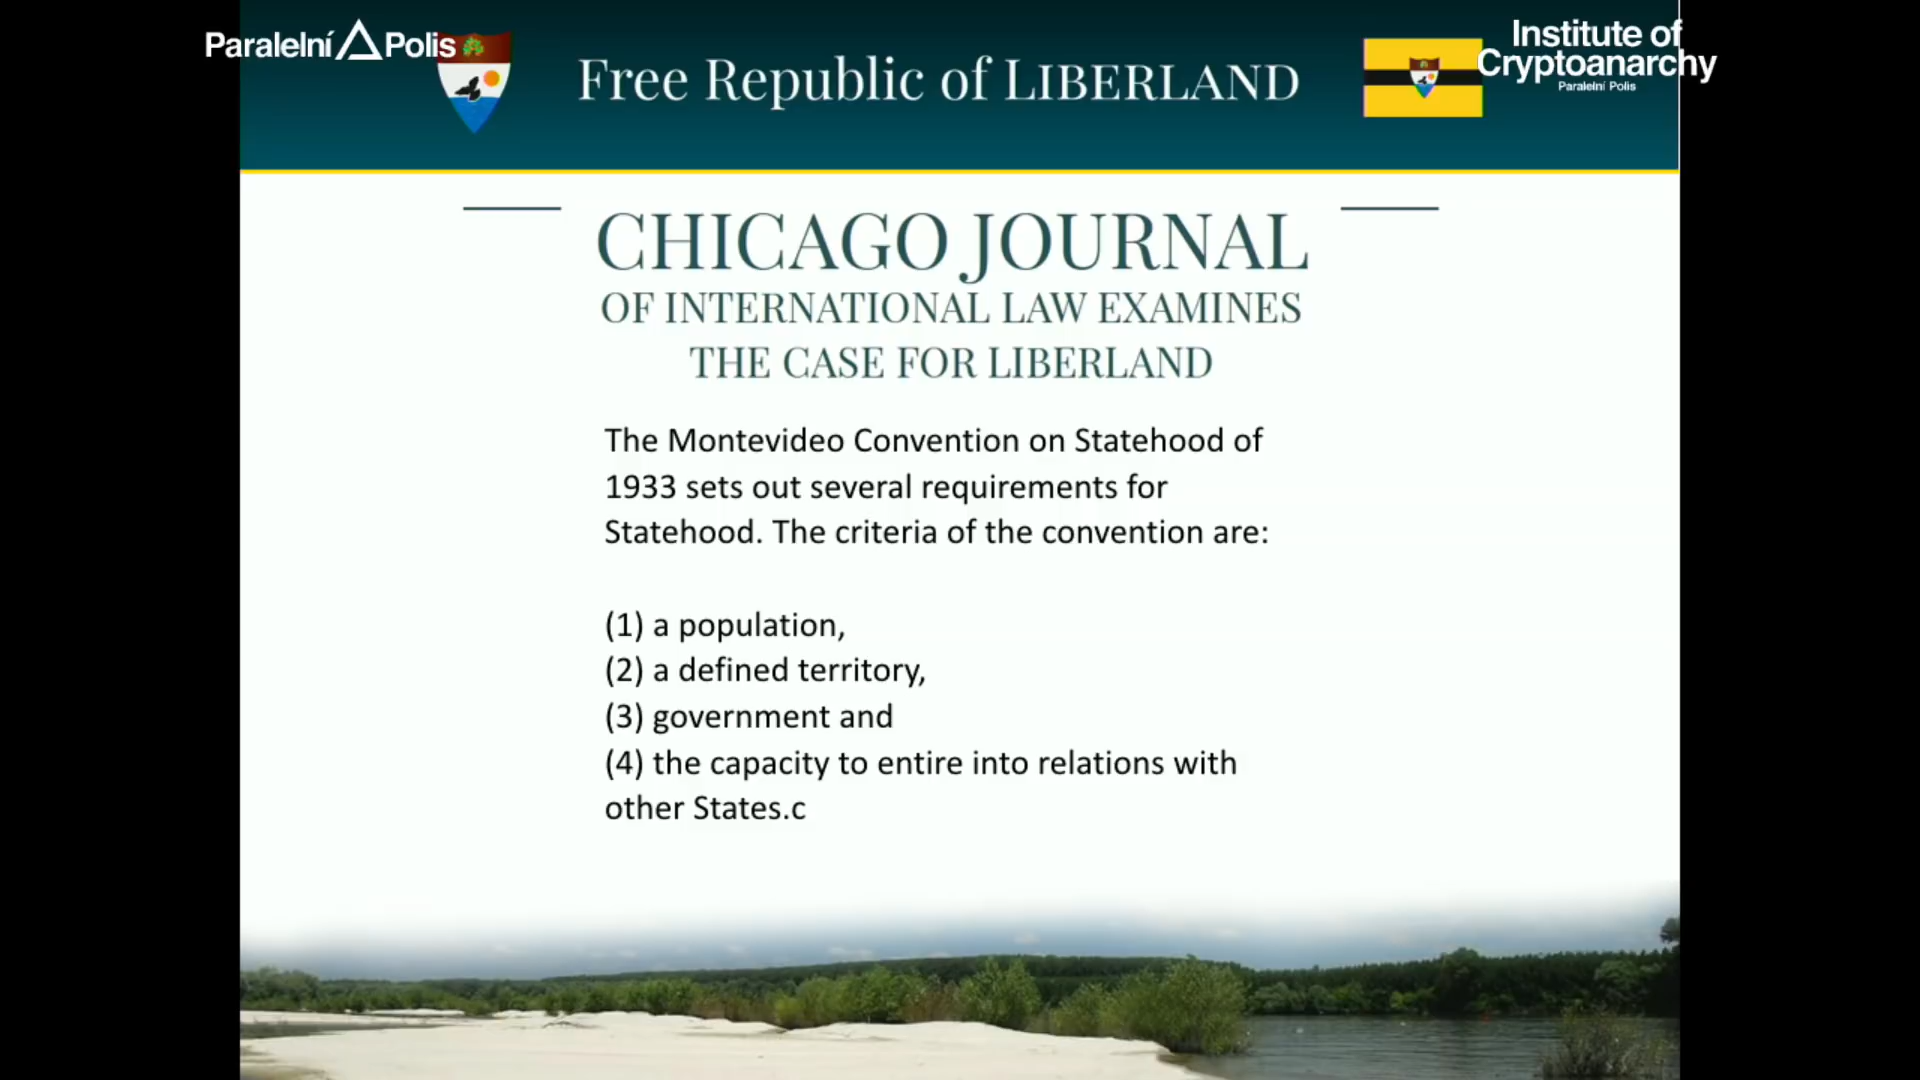 Paralelní Polis
Free Republic of LIBERLAND
Institute of
Cryptoanarchy
Paralelní Polis
CHICAGO JOURNAL
OF INTERNATIONAL LAW EXAMINES
THE CASE FOR LIBERLAND
The Montevideo Convention on Statehood of
1933 sets out several requirements for
Statehood. The criteria of the convention are:
(1) a population,
(2) a defined territory,
(3) government and
(4) the capacity to entire into relations with
other States.c